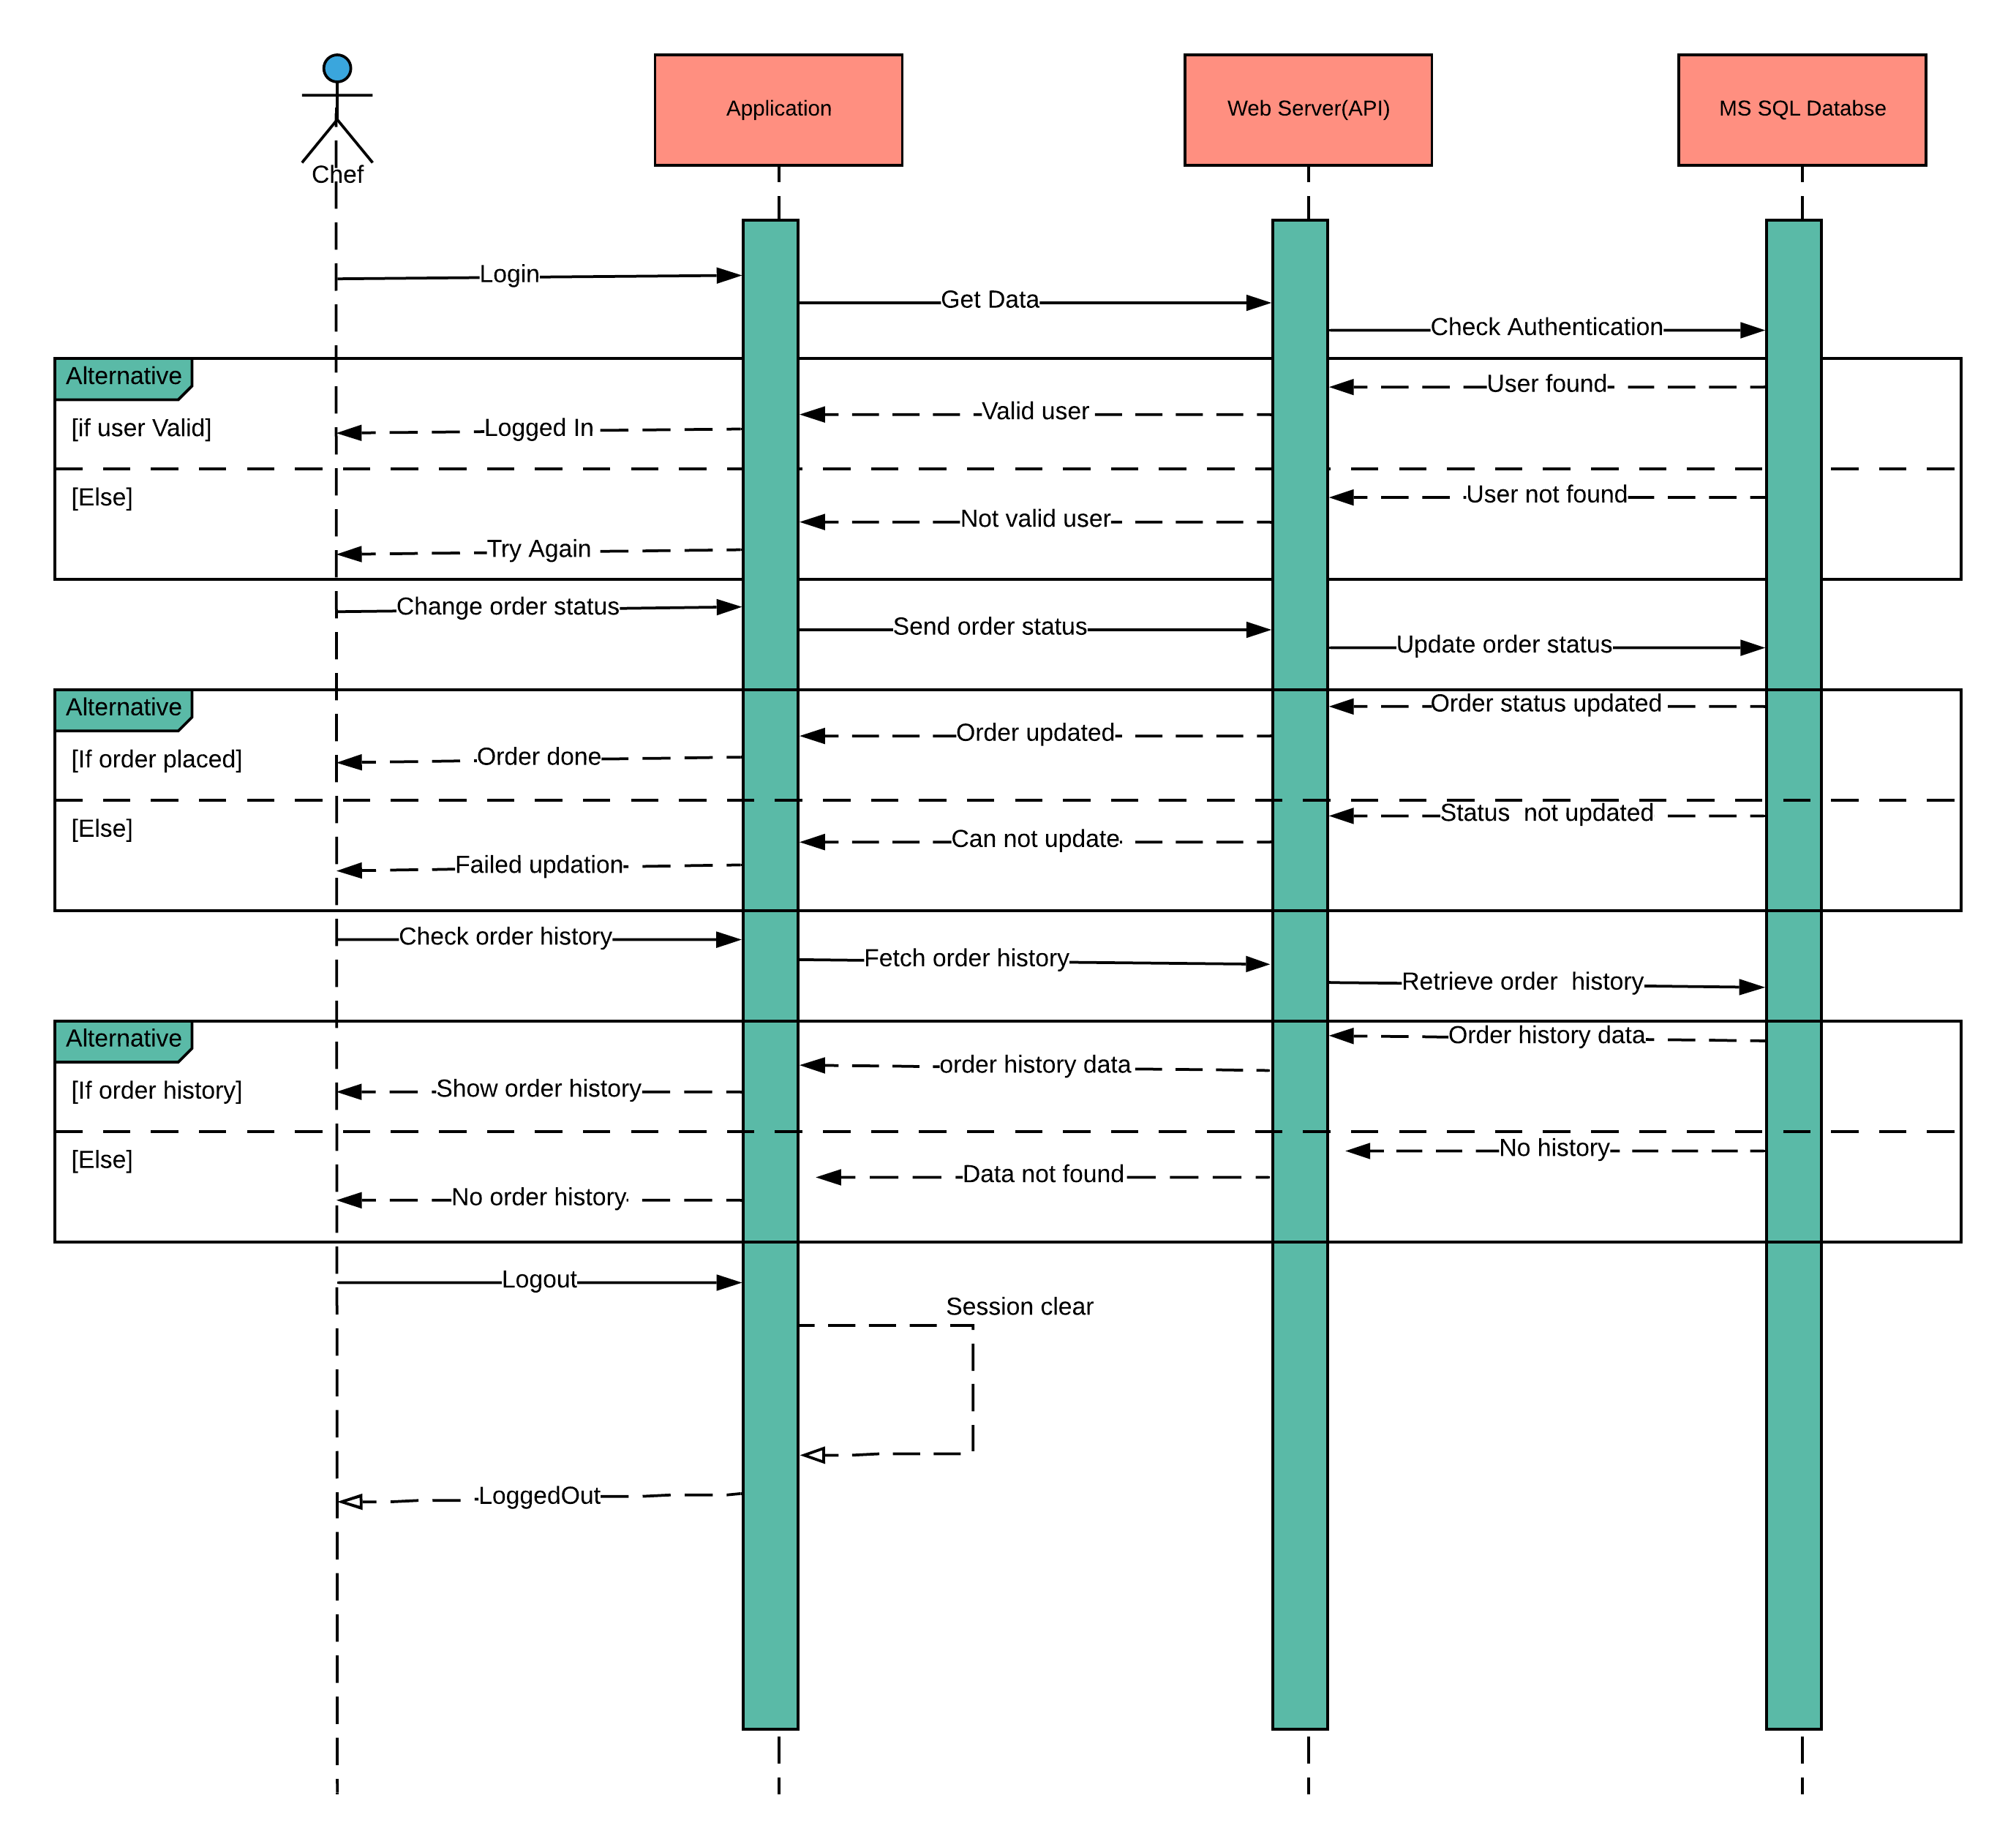 Chef
Application
Web Server(API)
MS SQL Databse
Login
Get Data
Check Authentication
Alternative
User found
Valid user
[if user Valid]
Logged In
[Else]
User not found
Not valid user
Try Again
Change order status
Send order status
Update order status
Alternative
Order status updated
Order updated
[If order placed]
Order done
Status  not updated
[Else]
Can not update
Failed updation
Check order history
Fetch order history
Retrieve order  history
Alternative
Order history data
order history data
[If order history]
Show order history
No history
[Else]
Data not found
No order history
Logout
Session clear
LoggedOut